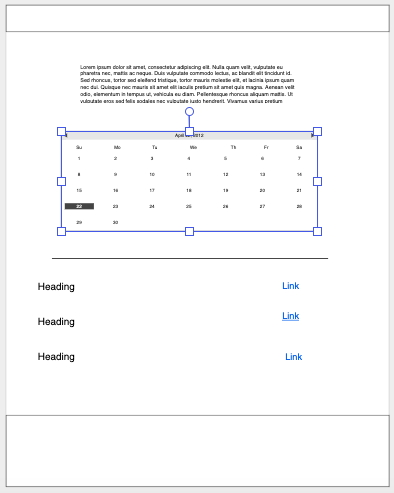 Lorem ipsum dolor sit amet, consectetur adipiscing elit. Nulla quam velit, vulputate eu
pharetra nec, mattis ac neque. Duis vulputate commodo lectus, ac blandit elit tincidunt id.
Sed rhoncus, tortor sed eleifend tristique, tortor mauris molestie elit, et lacinia ipsum quam
nec dui. Quisque nec mauris sit amet elit iaculis pretium sit amet quis magna. Aenean velit
odio, elementum in tempus ut, vehicula eu diam. Pellentesque rhoncus aliquam mattis. Ut
vulputate eros sed felis sodales nec vulputate justo hendrerit. Vivamus varius pretium
2012
Su Mo Tu We Th Fr Sa
1 2 3 4 5 6 7
8 9 10 11 12 13 14
15 16 17 18 19 20 21
22 23 24 25 26 27 28
29 30
Heading Link
Heading Link
Heading Link